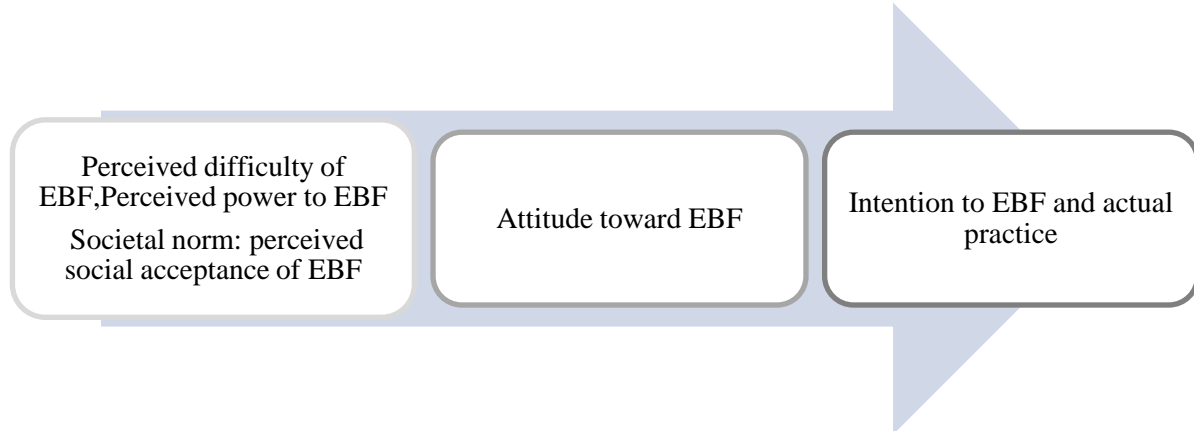 Perceived difficulty of
EBF,Perceived power to EBF
Societal norm: perceived
social acceptance of EBF
Attitude toward EBF
Intention to EBF and actual
practice